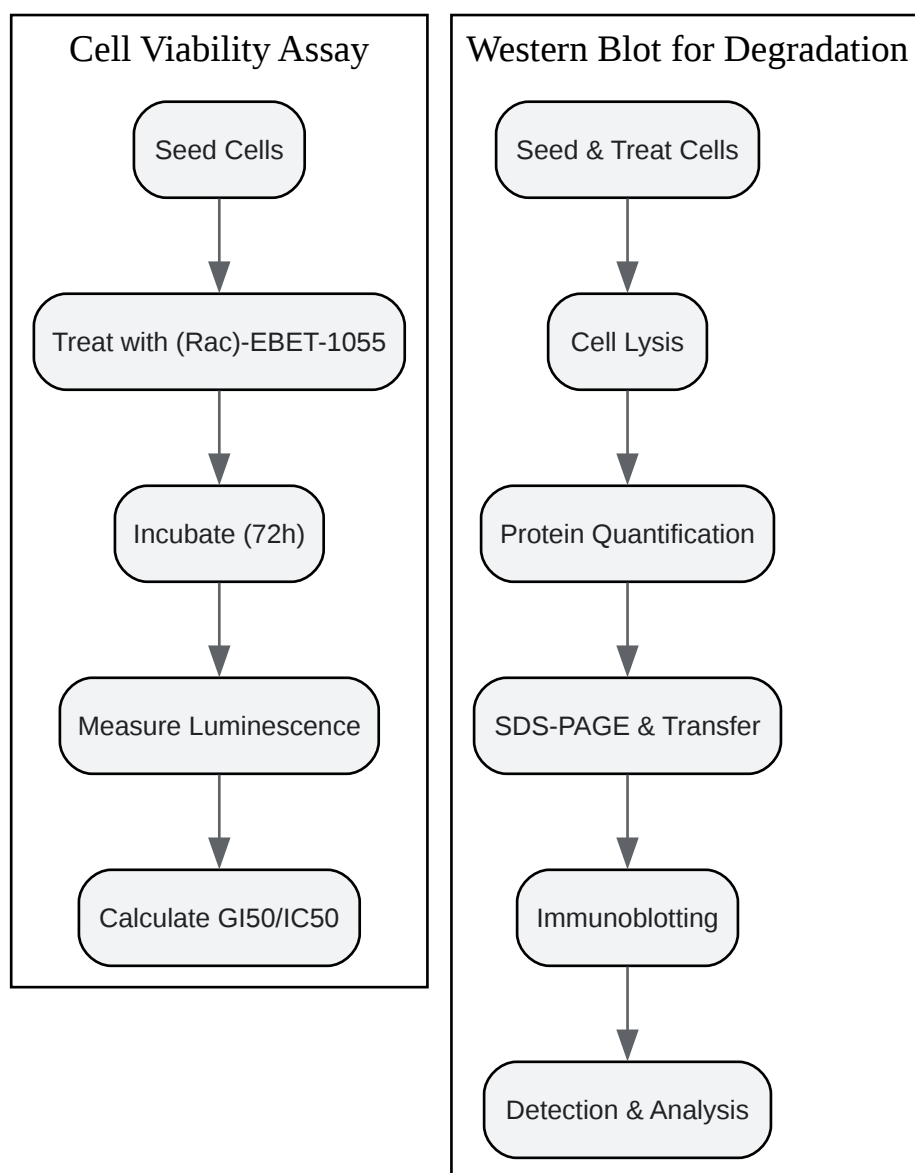 Cell Viability Assay
Seed Cells
Treat with (Rac)-EBET-1055
Incubate (72h)
Measure Luminescence
Calculate GI50/IC50
Western Blot for Degradation
Seed & Treat Cells
Cell Lysis
Protein Quantification
SDS-PAGE & Transfer
Immunoblotting
Detection & Analysis